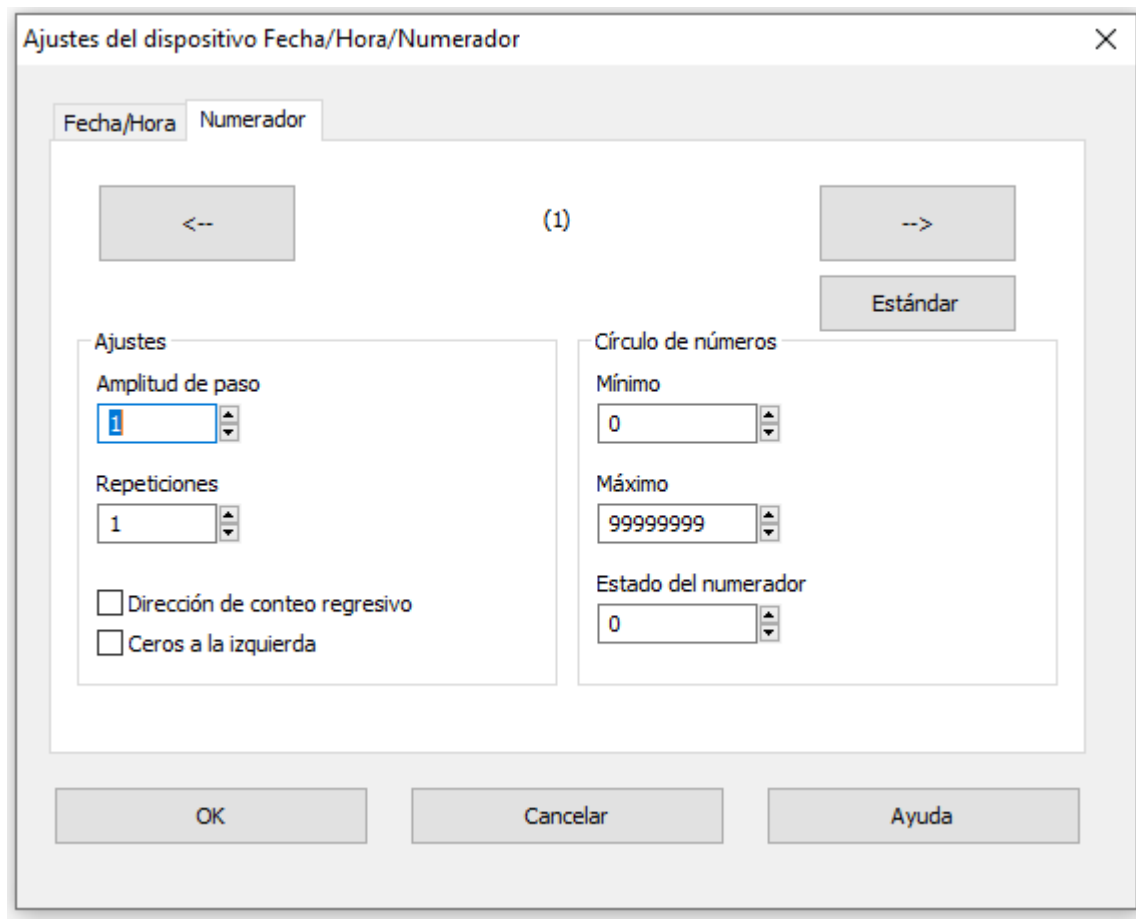 Ajustes del dispositivo Fecha/Hora/Numerador
Fecha/Hora Numerador
<-- (1) -->
Estándar
Ajustes
Círculo de números
Amplitud de paso
Mínimo
1
0
Repeticiones
Máximo
1
99999999
Dirección de conteo regresivo
Estado del numerador
Ceros a la izquierda
0
OK Cancelar Ayuda